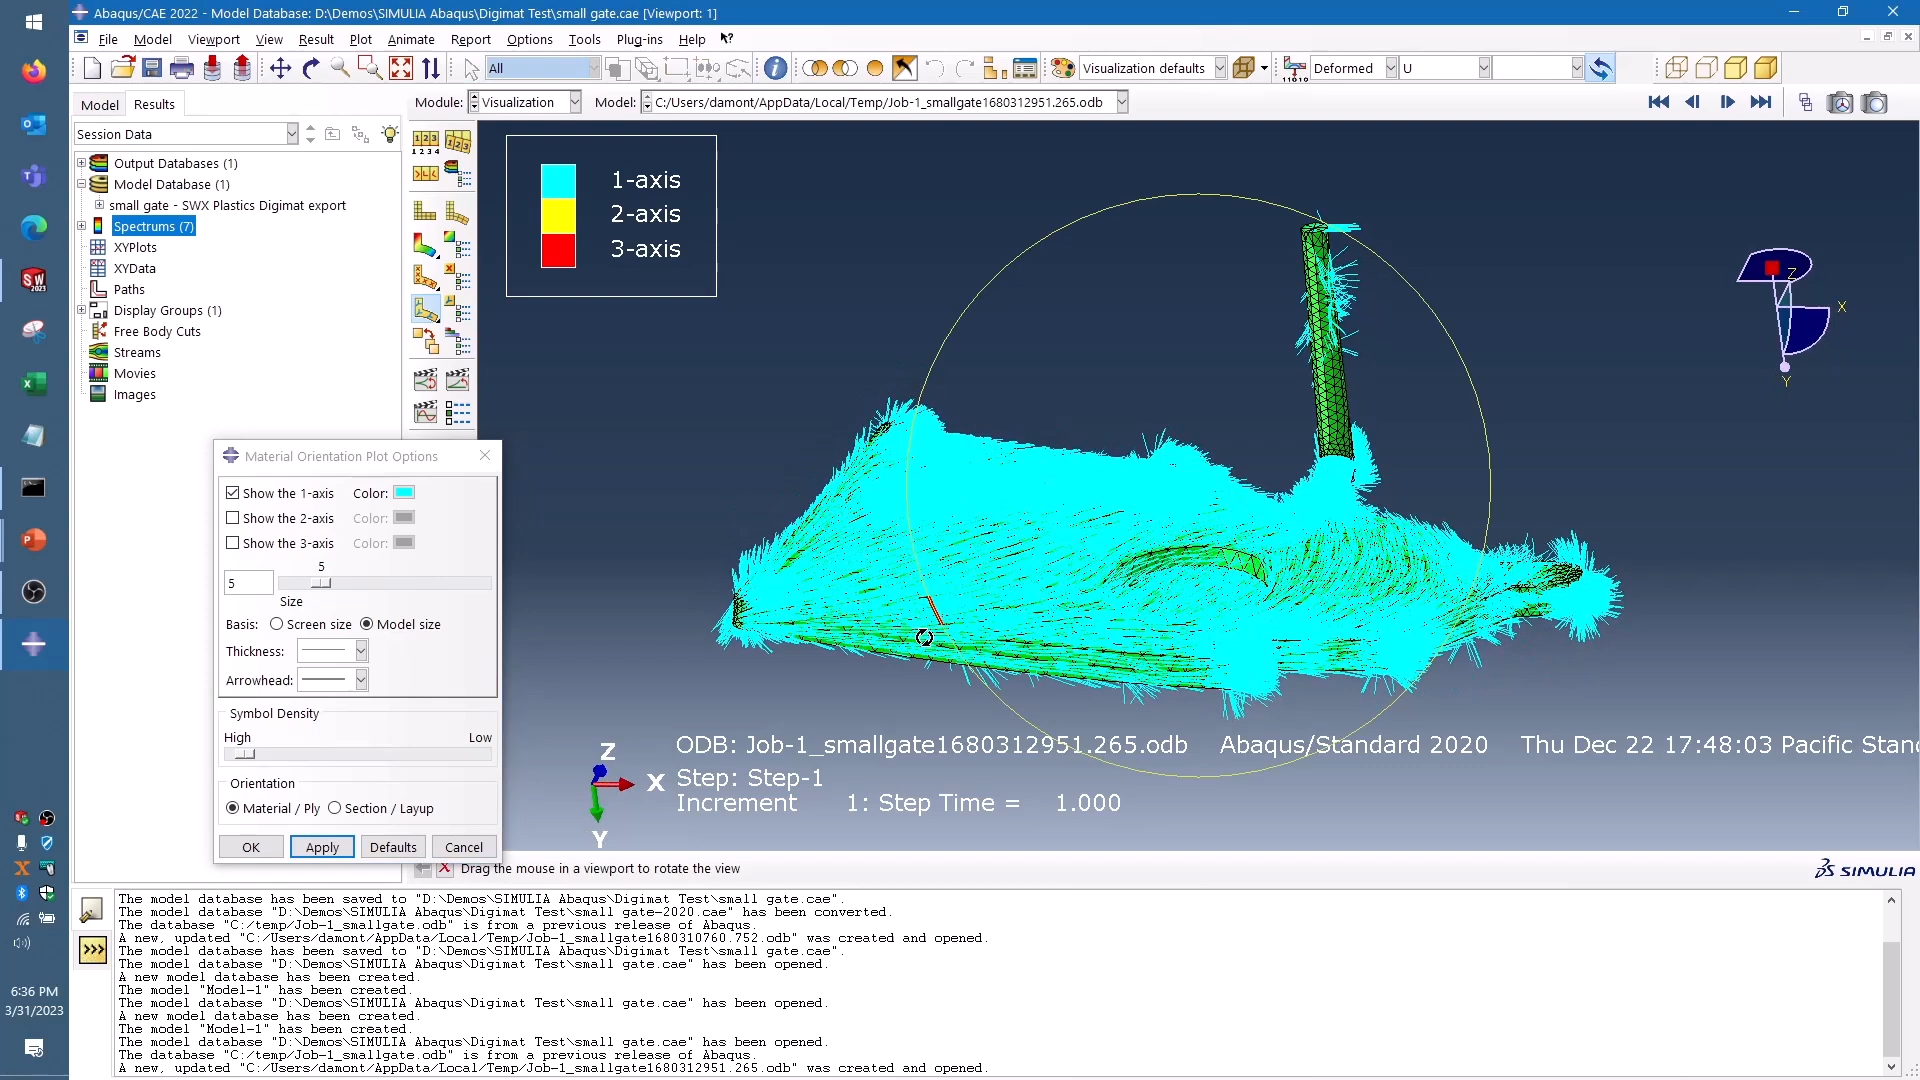 Abaqus/CAE 2022 - Model Database: D:\Demos\SIMULIA Abaqus\Digimat Test\small gate.cae [Viewport: 1]
File Model Viewport View Result Plot Animate Report Options Tools Plug-ins Help
All
Visualization defaults
Deformed
U
Model Results
Module: Visualization Model: C:/Users/damont/AppData/Local/Temp/Job-1_smallgate1680312951.265.odb
Session Data
Output Databases (1)
Model Database (1)
small gate - SWX Plastics Digimat export
Spectrums (7)
XYPlots
XYData
Paths
Display Groups (1)
Free Body Cuts
Streams
Movies
Images
1-axis
2-axis
3-axis
Z
X
Y
Material Orientation Plot Options
Show the 1-axis Color:
Show the 2-axis Color:
Show the 3-axis Color:
5
5
Size
Basis: Screen size Model size
Thickness:
Arrowhead:
Symbol Density
High Low
Orientation
Material / Ply Section / Layup
OK Apply Defaults Cancel
Z
X
Y
ODB: Job-1_smallgate1680312951.265.odb Abaqus/Standard 2020 Thu Dec 22 17:48:03 Pacific Stan
Step: Step-1
Increment 1: Step Time = 1.000
Drag the mouse in a viewport to rotate the view
SIMULIA
The model database has been saved to "D:\Demos\SIMULIA Abaqus\Digimat Test\small gate.cae".
The model database "D:\Demos\SIMULIA Abaqus\Digimat Test\small gate-2020.cae" has been converted.
The database "C:/temp/Job-1_smallgate.odb" is from a previous release of Abaqus.
A new, updated "C:/Users/damont/AppData/Local/Temp/Job-1_smallgate1680310760.752.odb" was created and opened.
The model database has been saved to "D:\Demos\SIMULIA Abaqus\Digimat Test\small gate.cae".
The model database "D:\Demos\SIMULIA Abaqus\Digimat Test\small gate.cae" has been opened.
A new model database has been created.
The model "Model-1" has been created.
The model database "D:\Demos\SIMULIA Abaqus\Digimat Test\small gate.cae" has been opened.
A new model database has been created.
The model "Model-1" has been created.
The model database "D:\Demos\SIMULIA Abaqus\Digimat Test\small gate.cae" has been opened.
The database "C:/temp/Job-1_smallgate.odb" is from a previous release of Abaqus.
A new, updated "C:/Users/damont/AppData/Local/Temp/Job-1_smallgate1680312951.265.odb" was created and opened.
6:36 PM
3/31/2023